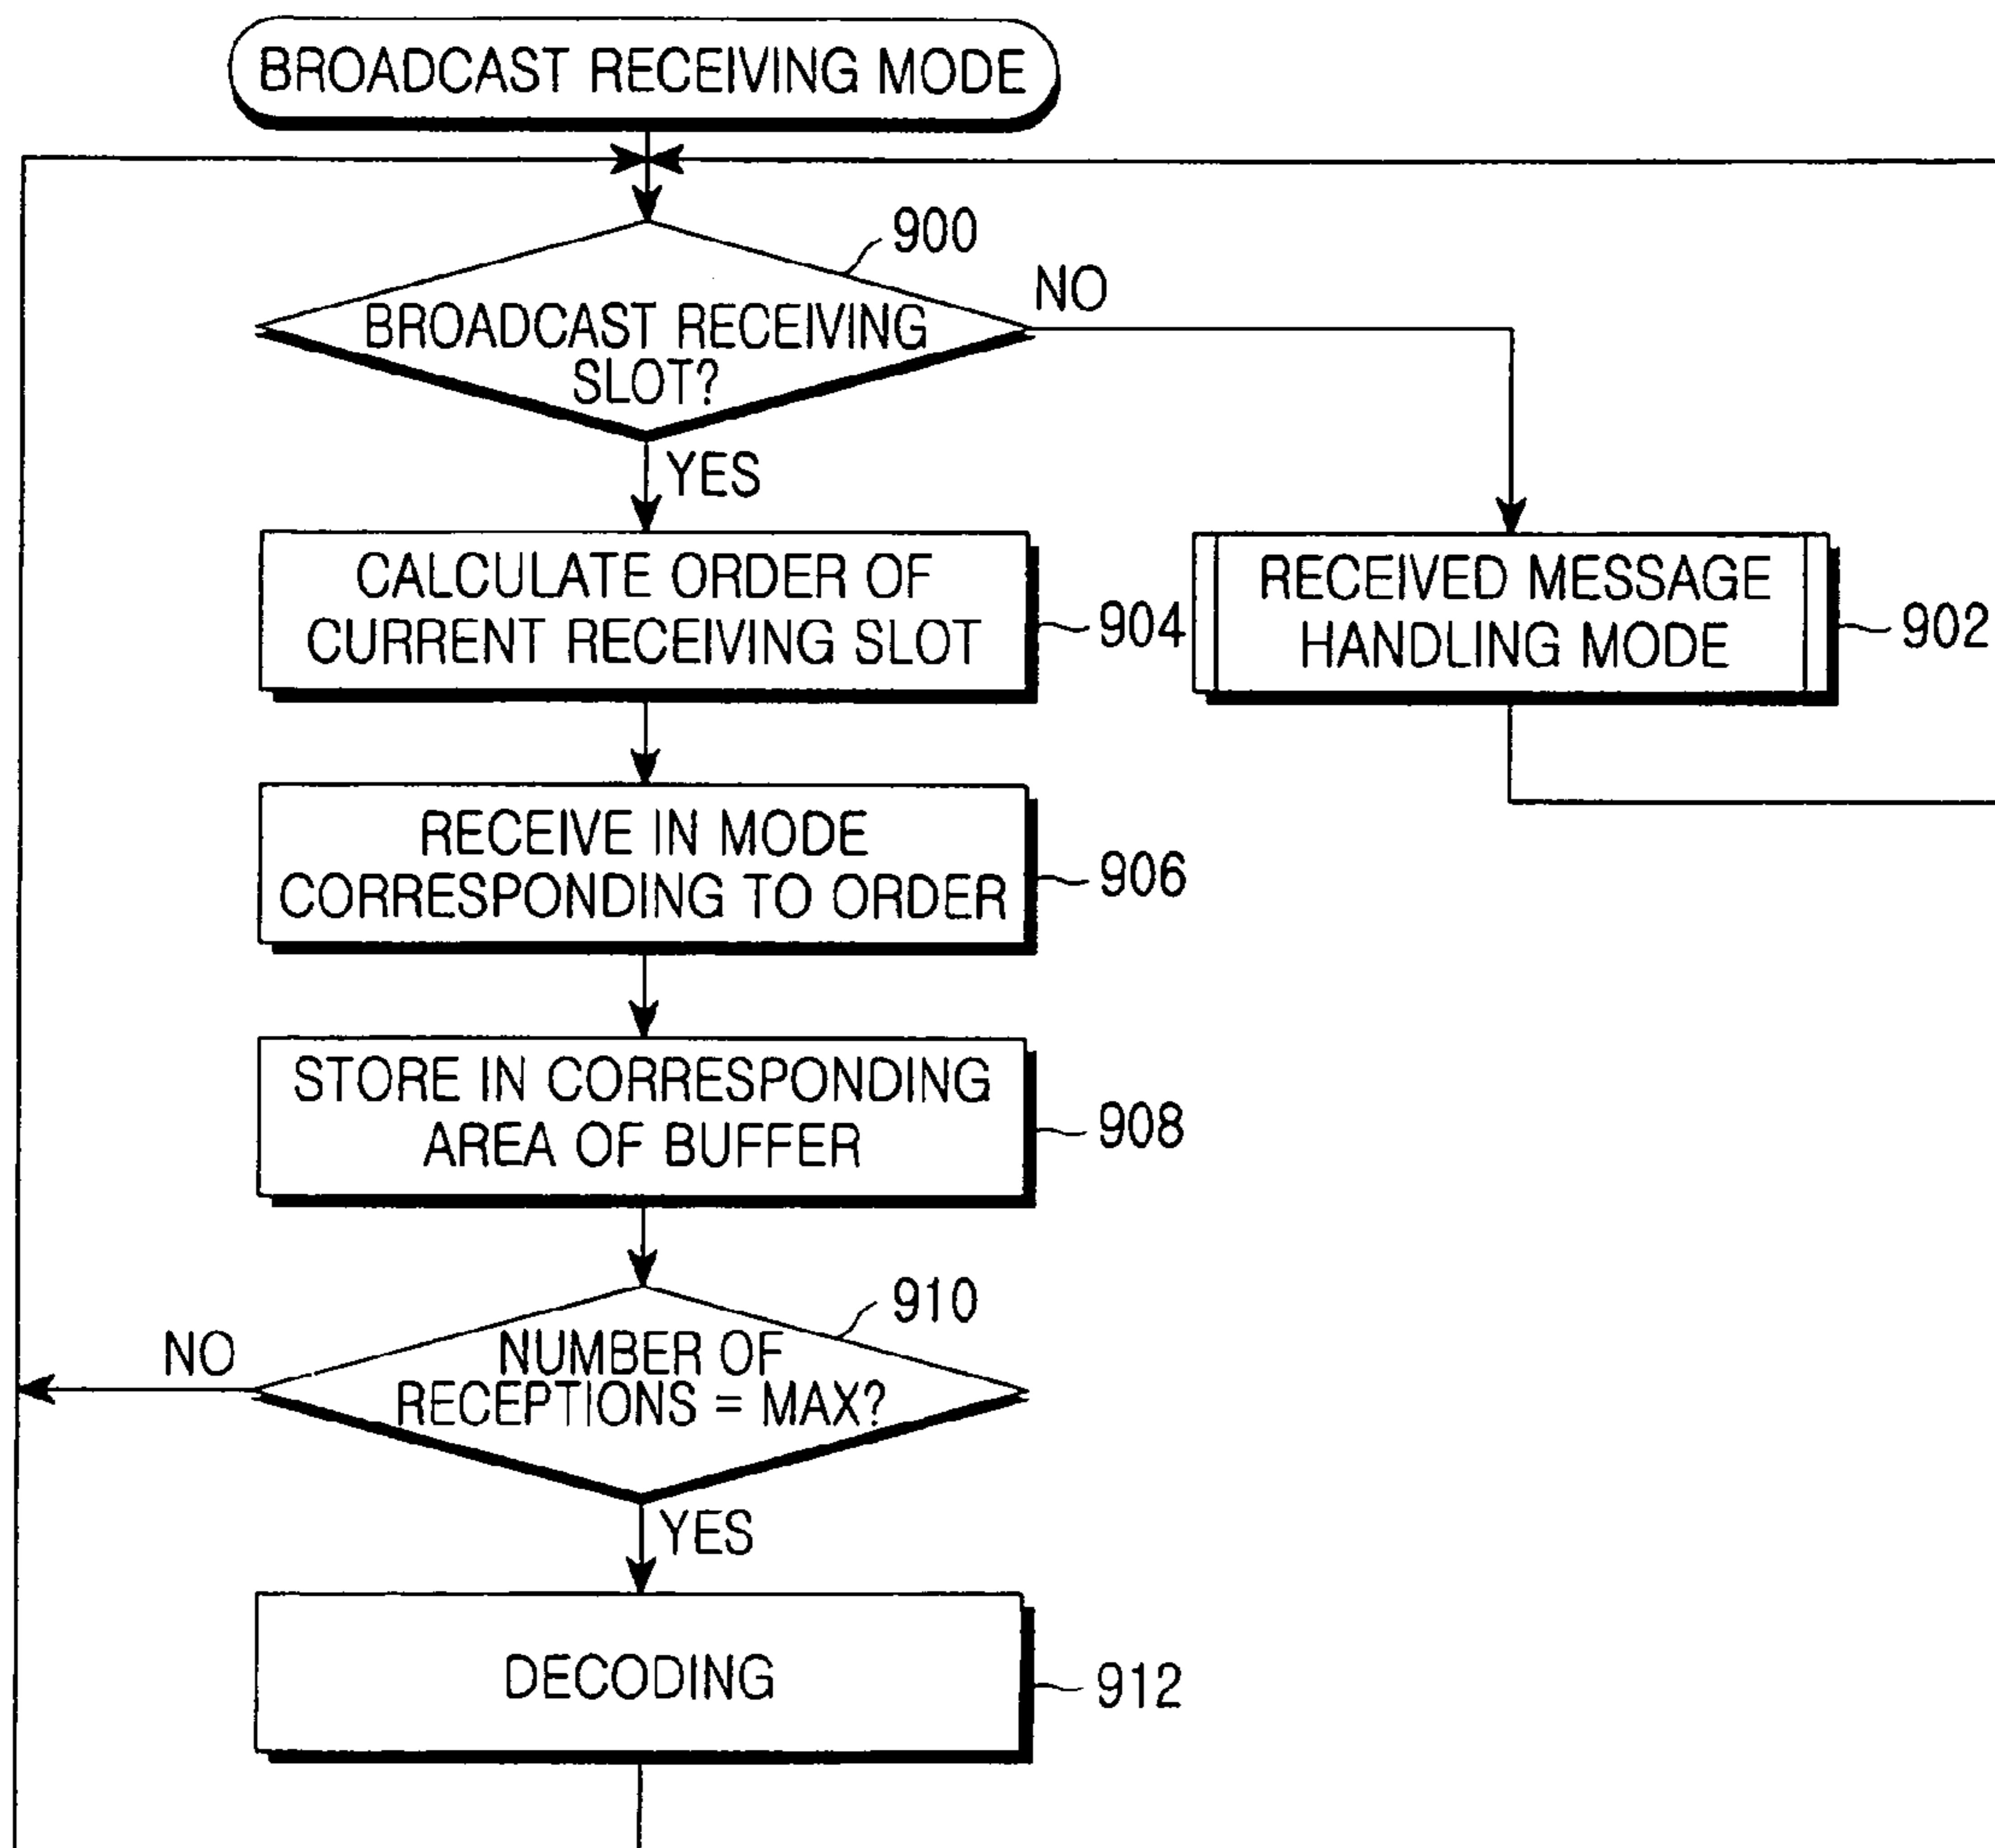 BROADCAST RECEIVING MODE
900
NO
BROADCAST RECEIVING
SLOT?
YES
CALCULATE ORDER OF
CURRENT RECEIVING SLOT
904
RECEIVED MESSAGE
HANDLING MODE
902
RECEIVE IN MODE
CORRESPONDING TO ORDER
906
STORE IN CORRESPONDING
AREA OF BUFFER
908
910
NO
NUMBER OF
RECEPTIONS = MAX?
YES
DECODING
912